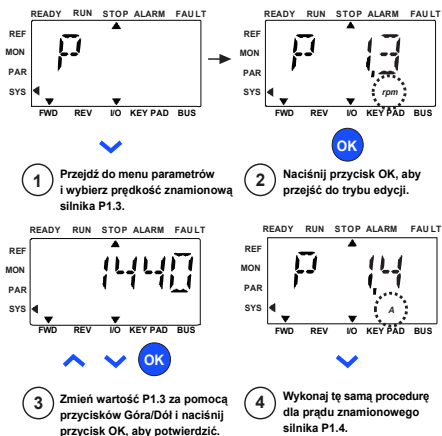 READY RUN STOP ALARM FAULT
REF
MON
PAR
SYS
P
FWD REV I/O KEYPAD BUS
READY RUN STOP ALARM FAULT
REF
MON
PAR
SYS
P 1,3
rpm
FWD REV I/O KEYPAD BUS
OK
1 Przejdź do menu parametrów
i wybierz prędkość znamionową
silnika P1.3.
2 Naciśnij przycisk OK, aby
przejść do trybu edycji.
READY RUN STOP ALARM FAULT
REF
MON
PAR
SYS
1440
FWD REV I/O KEYPAD BUS
OK
READY RUN STOP ALARM FAULT
REF
MON
PAR
SYS
P 1,4
A
FWD REV I/O KEYPAD BUS
3 Zmień wartość P1.3 za pomocą
przycisków Góra/Dół i naciśnij
przycisk OK, aby potwierdzić.
4 Wykonaj tę samą procedurę
dla prądu znamionowego
silnika P1.4.